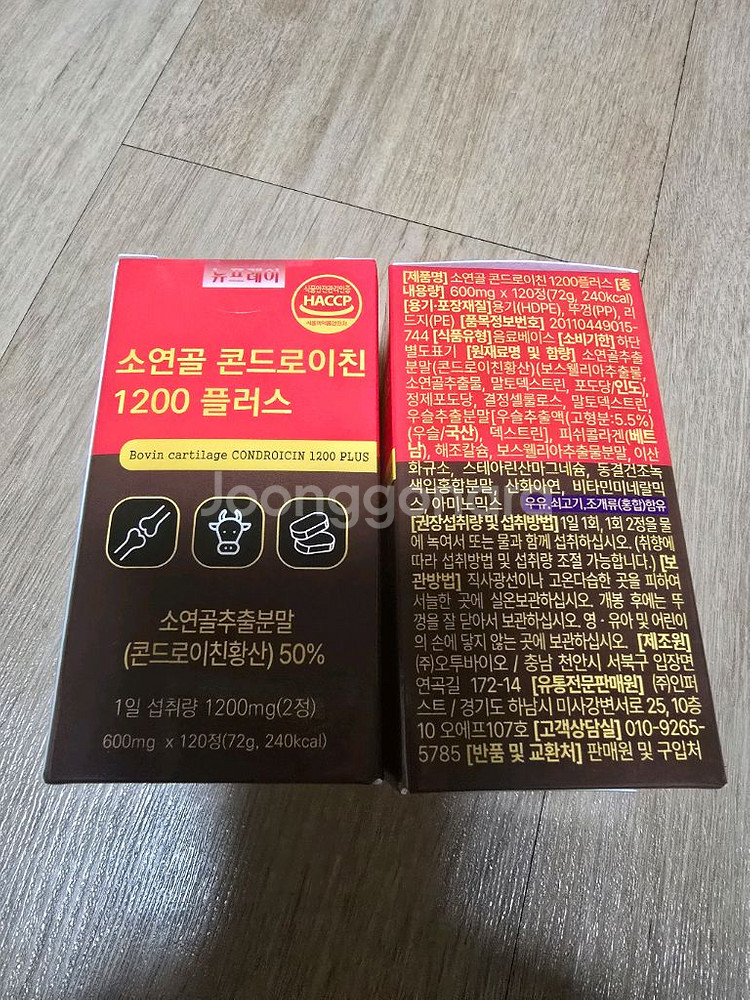 뉴프레이
식품안전관리인증
HACCP
식품의약품안전처
소연골 콘드로이친
1200 플러스
Bovin cartilage CONDROICIN 1200 PLUS
소연골추출분말
(콘드로이친황산) 50%
1일 섭취량 1200mg(2정)
600mg x 120정(72g, 240kcal)
[제품명] 소연골 콘드로이친 1200플러스 [총
내용량] 600mg x 120정(72g, 240kcal)
[용기·포장재질]용기(HDPE), 뚜껑(PP), 리
드지(PE) [품목정보번호] 20110449015-
744 [식품유형]음료베이스 [소비기한]하단
별도표기 [원재료명 및 함량] 소연골추출
분말(콘드로이친황산)(보스웰리아추출물,
소연골추출물, 말토덱스트린, 포도당/인도),
정제포도당, 결정셀룰로스, 말토덱스트린,
우슬추출분말[우슬추출액(고형분:5.5%)
(우슬/국산), 덱스트린], 피쉬콜라겐(베트
남), 해조칼슘, 보스웰리아추출물분말, 이산
화규소, 스테아린산마그네슘, 동결건조녹
색입홍합분말, 산화아연, 비타민미네랄믹
스, 아미노믹스 우유,쇠고기,조개류(홍합)함유
[권장섭취량 및 섭취방법]1일 1회, 1회 2정을 물
에 녹여서 또는 물과 함께 섭취하십시오. (취향에
따라 섭취방법 및 섭취량 조절 가능합니다.) [보
관방법] 직사광선이나 고온다습한 곳을 피하여
서늘한 곳에 실온보관하십시오. 개봉 후에는 뚜
껑을 잘 닫아서 보관하십시오. 영·유아 및 어린이
의 손에 닿지 않는 곳에 보관하십시오. [제조원]
(주)오투바이오 / 충남 천안시 서북구 입장면
연곡길 172-14 [유통전문판매원] (주)인퍼
스트 / 경기도 하남시 미사강변서로 25, 10층
10 오에프107호 [고객상담실] 010-9265-
5785 [반품 및 교환처] 판매원 및 구입처
Joonggonara